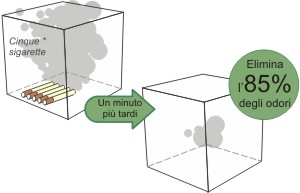 Cinque *
sigarette
Un minuto
più tardi
Elimina
l'85%
degli odori